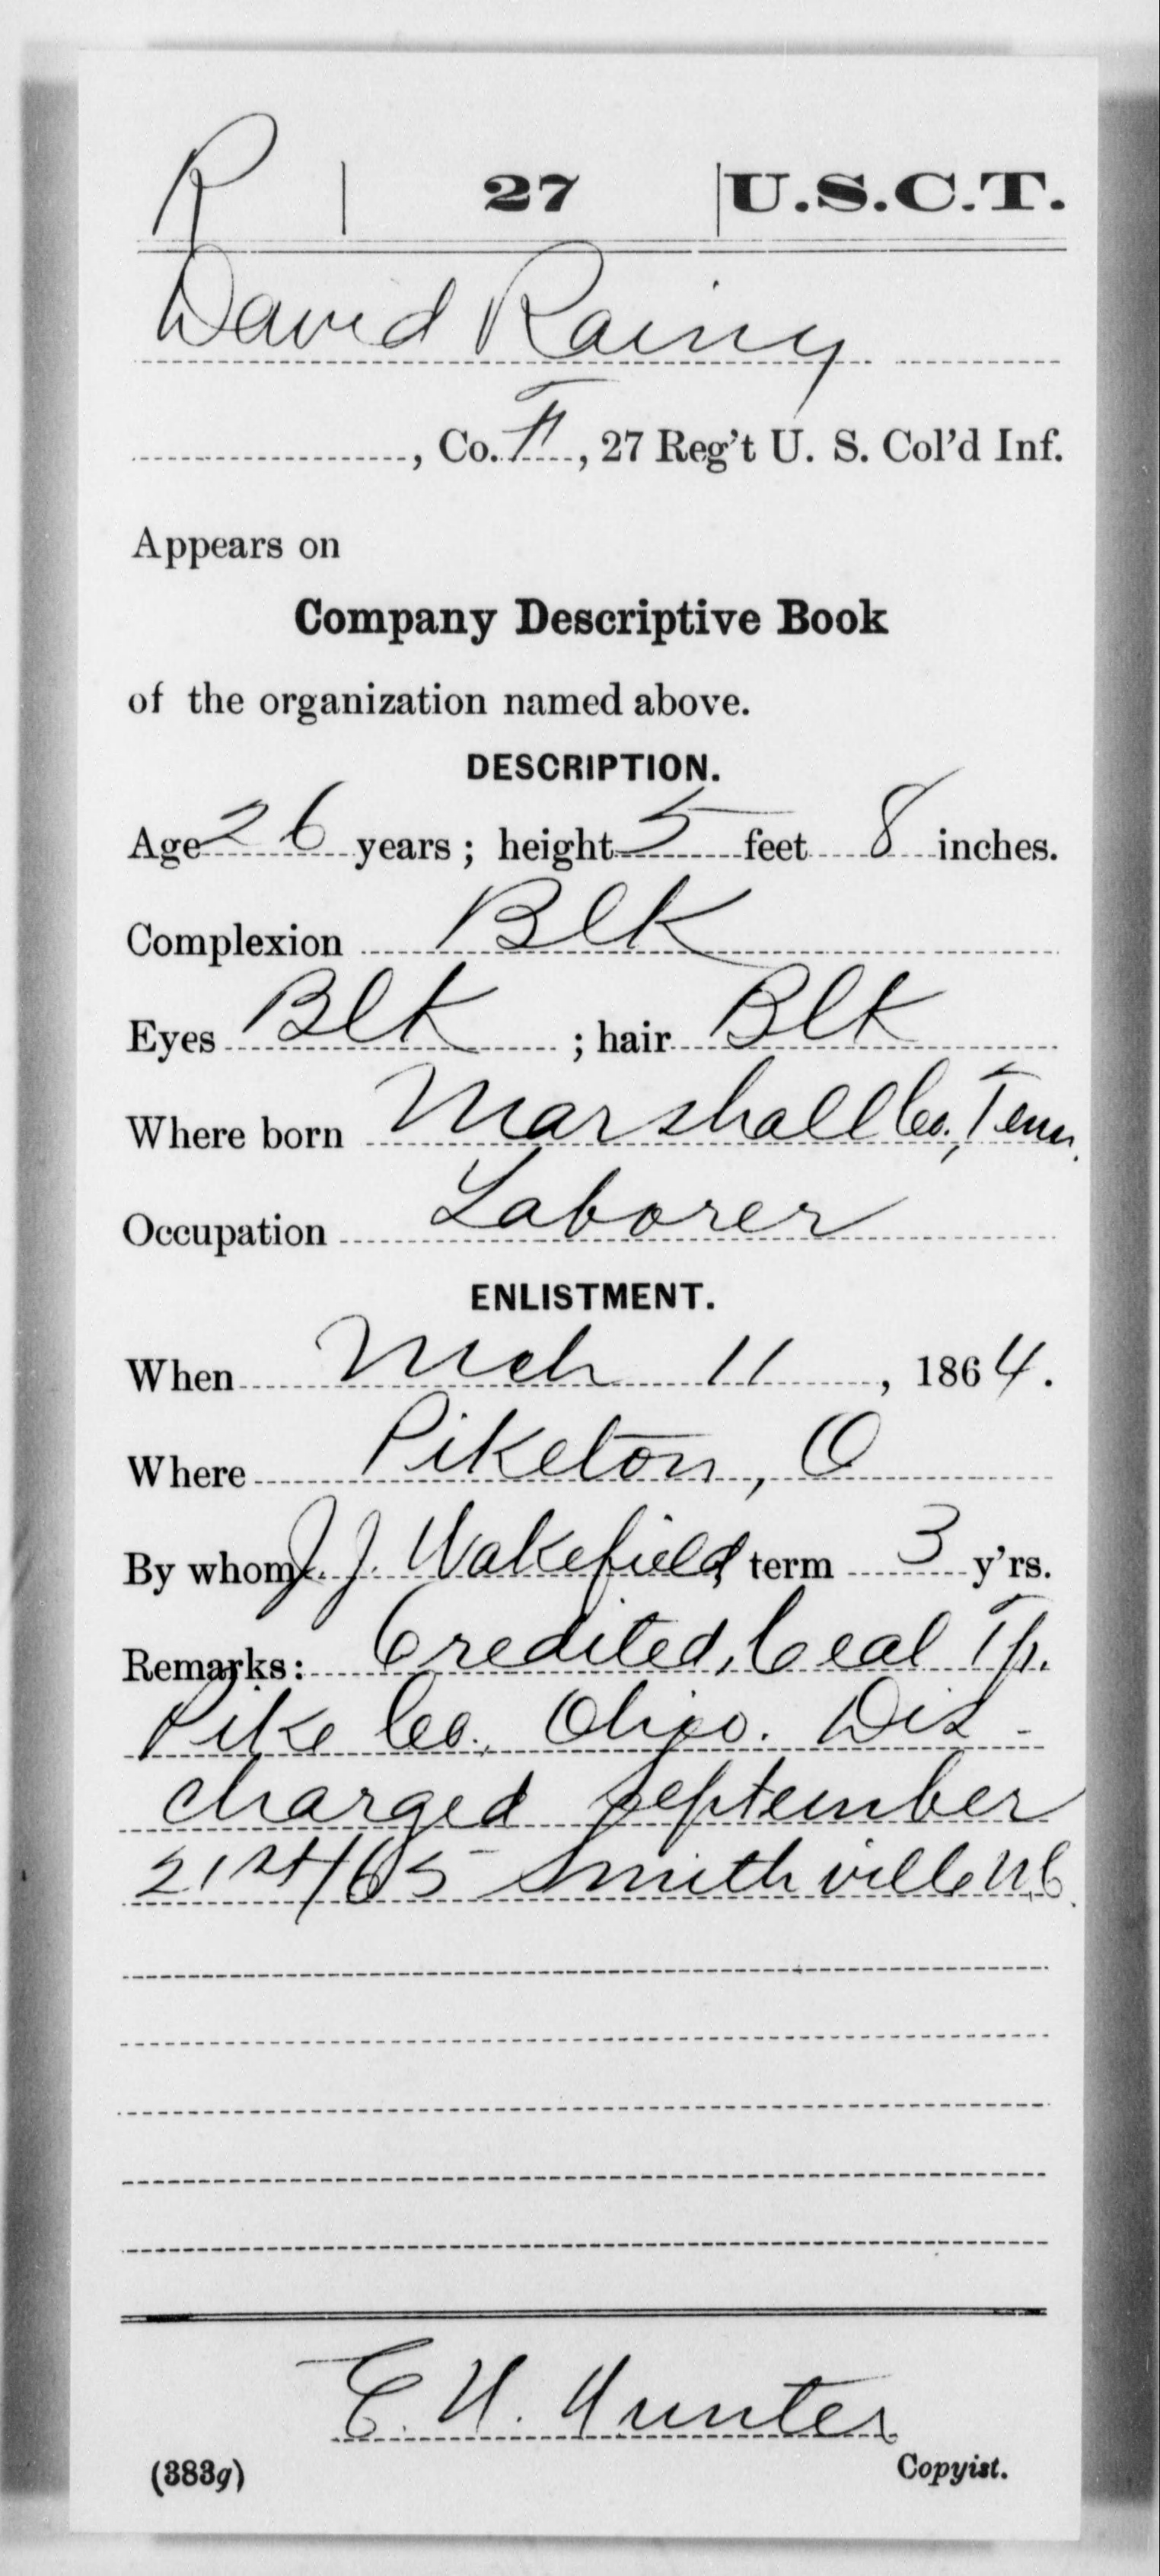 R 27 U.S.C.T.
David Rainy
, Co. F, 27 Reg't U. S. Col'd Inf.
Appears on
Company Descriptive Book
of the organization named above.
DESCRIPTION.
Age 26 years; height 5 feet 8 inches.
Complexion Blk
Eyes Blk ; hair Blk
Where born Marshall Co., Tenn.
Occupation Laborer
ENLISTMENT.
When Mch 11, 1864.
Where Piketon, O
By whom J. J. Wakefield, term 3 y'rs.
Remarks: Credited, Ceal Tp.
Pike Co., Ohio. Dis-
charged September
21st/65 Smithville N.C.
Hunter
(383g) Copyist.